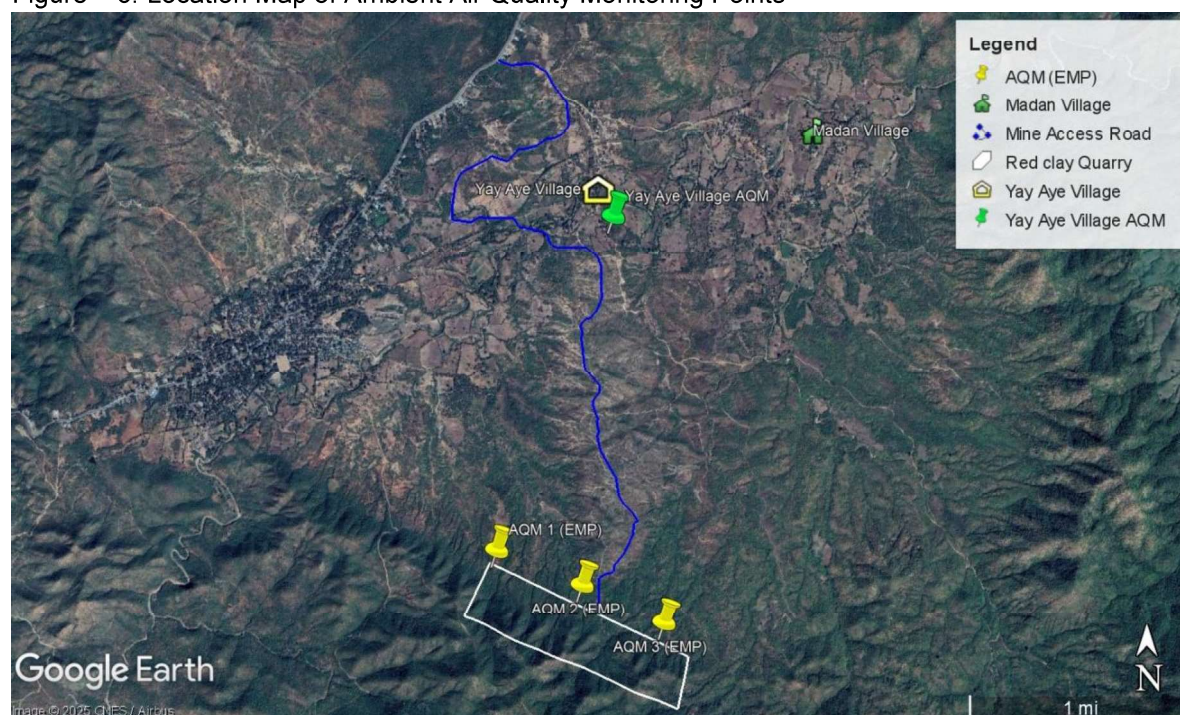 Figure – 3: Location Map of Ambient Air Quality Monitoring Points
Legend
AQM (EMP)
Madan Village
Mine Access Road
Red clay Quarry
Yay Aye Village
Yay Aye Village AQM
Madan Village
Yay Aye Village
Yay Aye Village AQM
AQM 1 (EMP)
AQM 2 (EMP)
AQM 3 (EMP)
Google Earth
Image © 2025 CNES / Airbus
N
1 mi